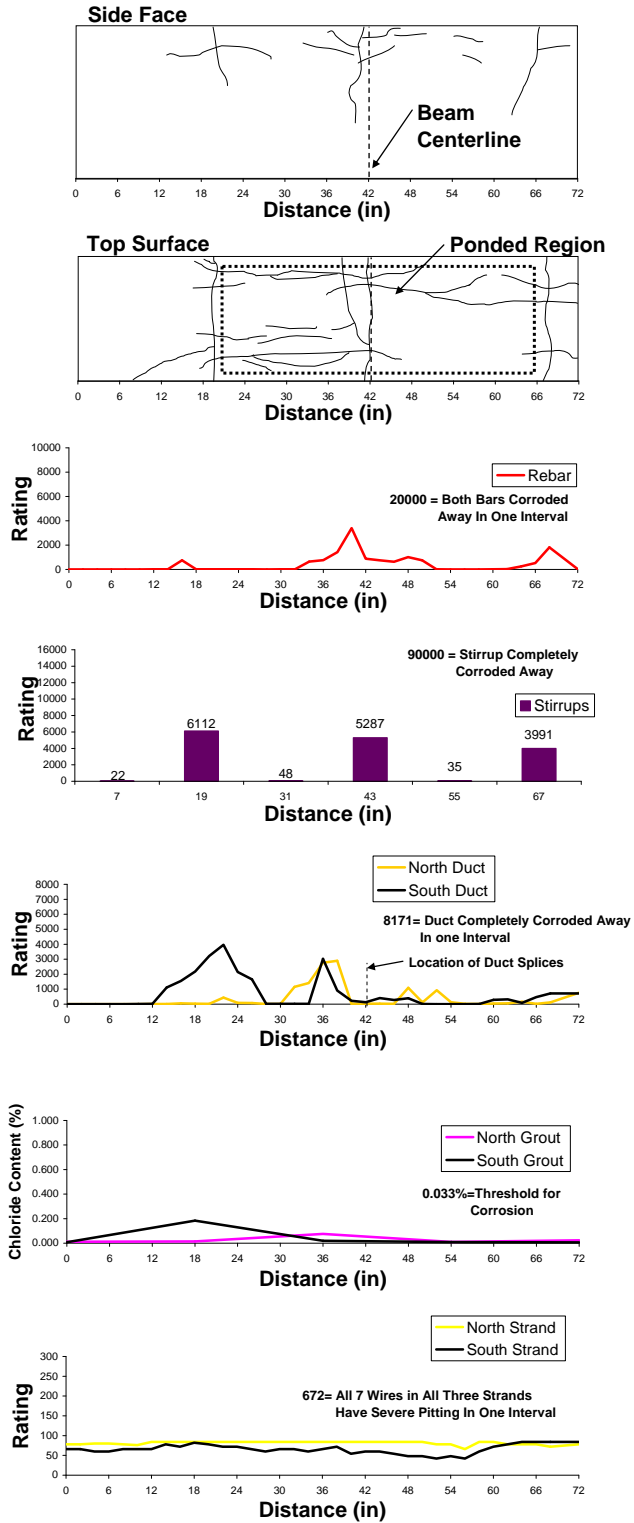 Side Face
Beam
Centerline
0 6 12 18 24 30 36 42 48 54 60 66 72
Distance (in)
Top Surface
Ponded Region
0 6 12 18 24 30 36 42 48 54 60 66 72
Distance (in)
10000
8000
6000
4000
2000
0
Rating
Rebar
20000 = Both Bars Corroded
Away In One Interval
0 6 12 18 24 30 36 42 48 54 60 66 72
Distance (in)
16000
14000
12000
10000
8000
6000
4000
2000
0
Rating
90000 = Stirrup Completely
Corroded Away
Stirrups
22 6112 48 5287 35 3991
7 19 31 43 55 67
Distance (in)
North Duct
South Duct
8000
7000
6000
5000
4000
3000
2000
1000
0
Rating
8171= Duct Completely Corroded Away
In one Interval
Location of Duct Splices
0 6 12 18 24 30 36 42 48 54 60 66 72
Distance (in)
1.000
0.800
0.600
0.400
0.200
0.000
Chloride Content (%)
North Grout
South Grout
0.033%=Threshold for
Corrosion
0 6 12 18 24 30 36 42 48 54 60 66 72
Distance (in)
North Strand
South Strand
300
250
200
150
100
50
0
Rating
672= All 7 Wires in All Three Strands
Have Severe Pitting In One Interval
0 6 12 18 24 30 36 42 48 54 60 66 72
Distance (in)